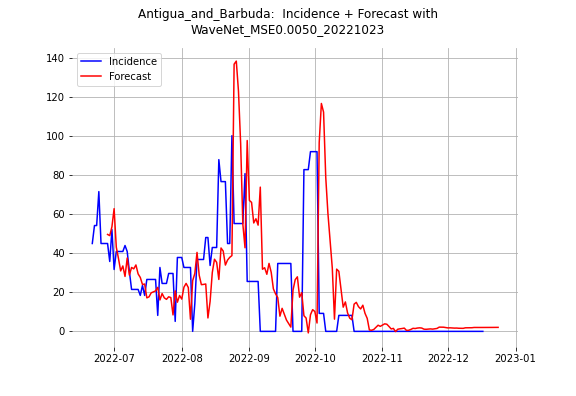 Antigua_and_Barbuda:  Incidence + Forecast with
WaveNet_MSE0.0050_20221023
Incidence
Forecast
140
120
100
80
60
40
20
0
2022-07 2022-08 2022-09 2022-10 2022-11 2022-12 2023-01